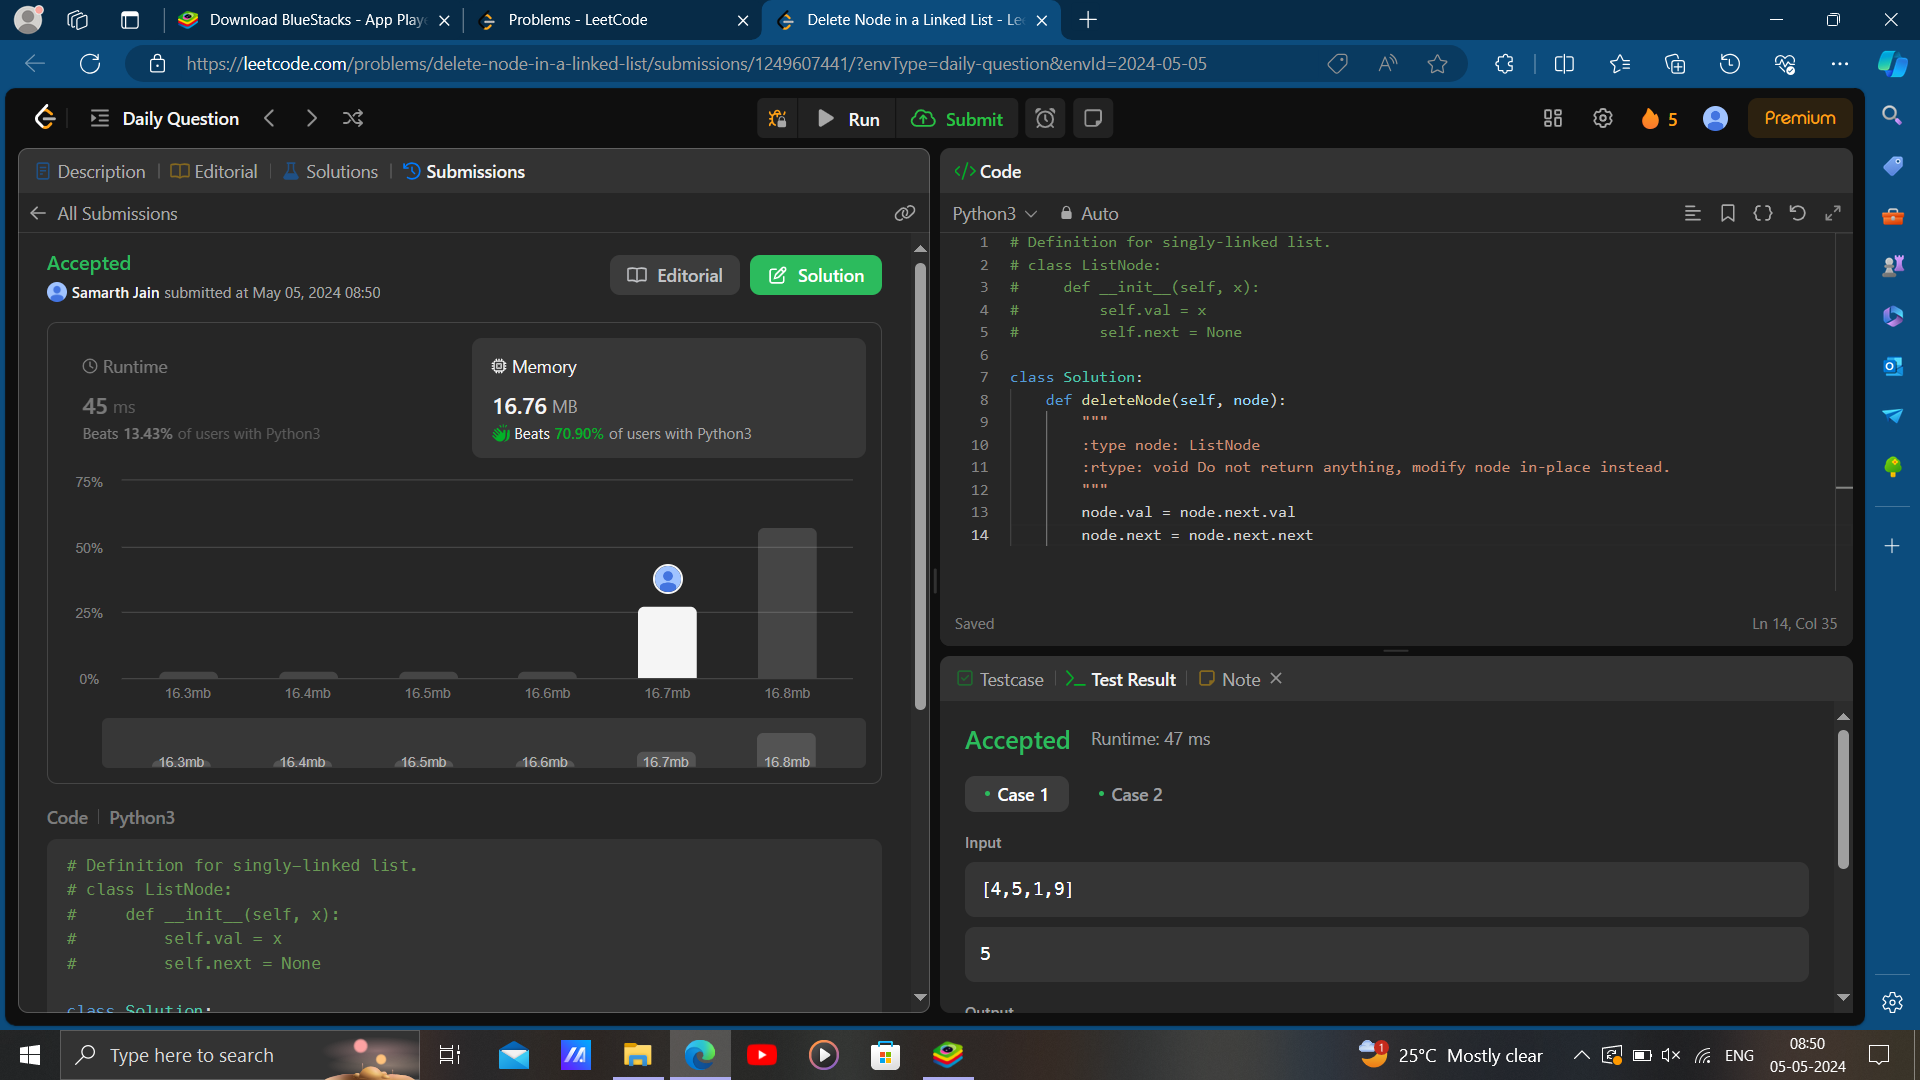 Download BlueStacks - App Play
Problems - LeetCode
Delete Node in a Linked List - Le
https://leetcode.com/problems/delete-node-in-a-linked-list/submissions/1249607441/?envType=daily-question&envId=2024-05-05
Daily Question
Run
Submit
5
Premium
Description
Editorial
Solutions
Submissions
All Submissions
Accepted
Samarth Jain submitted at May 05, 2024 08:50
Editorial
Solution
Runtime
45 ms
Beats 13.43% of users with Python3
Memory
16.76 MB
Beats 70.90% of users with Python3
75%
50%
25%
0%
16.3mb 16.4mb 16.5mb 16.6mb 16.7mb 16.8mb
16.3mb 16.4mb 16.5mb 16.6mb 16.7mb 16.8mb
Code | Python3
# Definition for singly-linked list.
# class ListNode:
#     def __init__(self, x):
#         self.val = x
#         self.next = None
class Solution:
</> Code
Python3
Auto
1 # Definition for singly-linked list.
2 # class ListNode:
3 #     def __init__(self, x):
4 #         self.val = x
5 #         self.next = None
6
7 class Solution:
8     def deleteNode(self, node):
9         """
10         :type node: ListNode
11         :rtype: void Do not return anything, modify node in-place instead.
12         """
13         node.val = node.next.val
14         node.next = node.next.next
Saved
Ln 14, Col 35
Testcase
Test Result
Note
Accepted
Runtime: 47 ms
Case 1
Case 2
Input
[4,5,1,9]
5
Output
Type here to search
1
25°C Mostly clear
ENG
08:50
05-05-2024